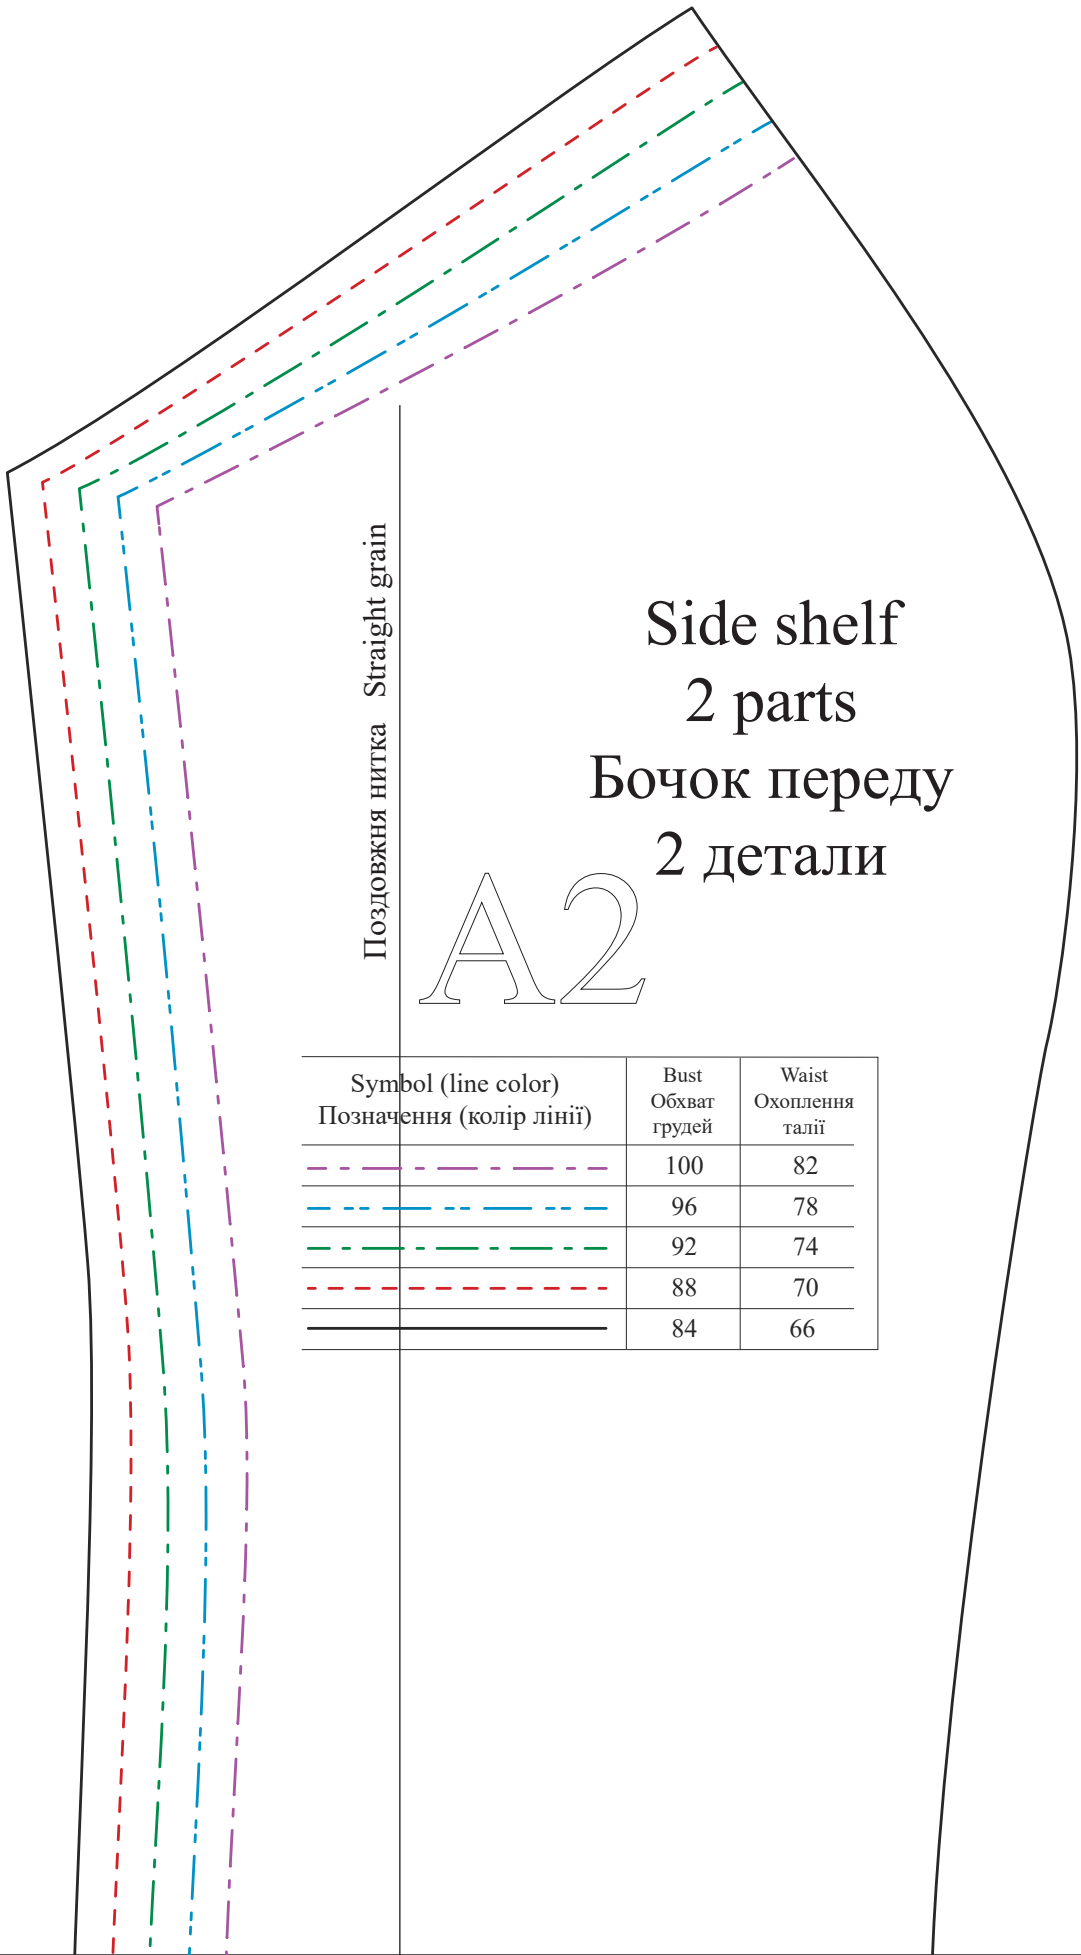 Поздовжня нитка Straight grain
Side shelf
2 parts
Бочок переду
2 детали
A2
Symbol (line color)
Позначення (колір лінії)
Bust
Обхват
грудей
Waist
Охоплення
талії
100 82
96 78
92 74
88 70
84 66